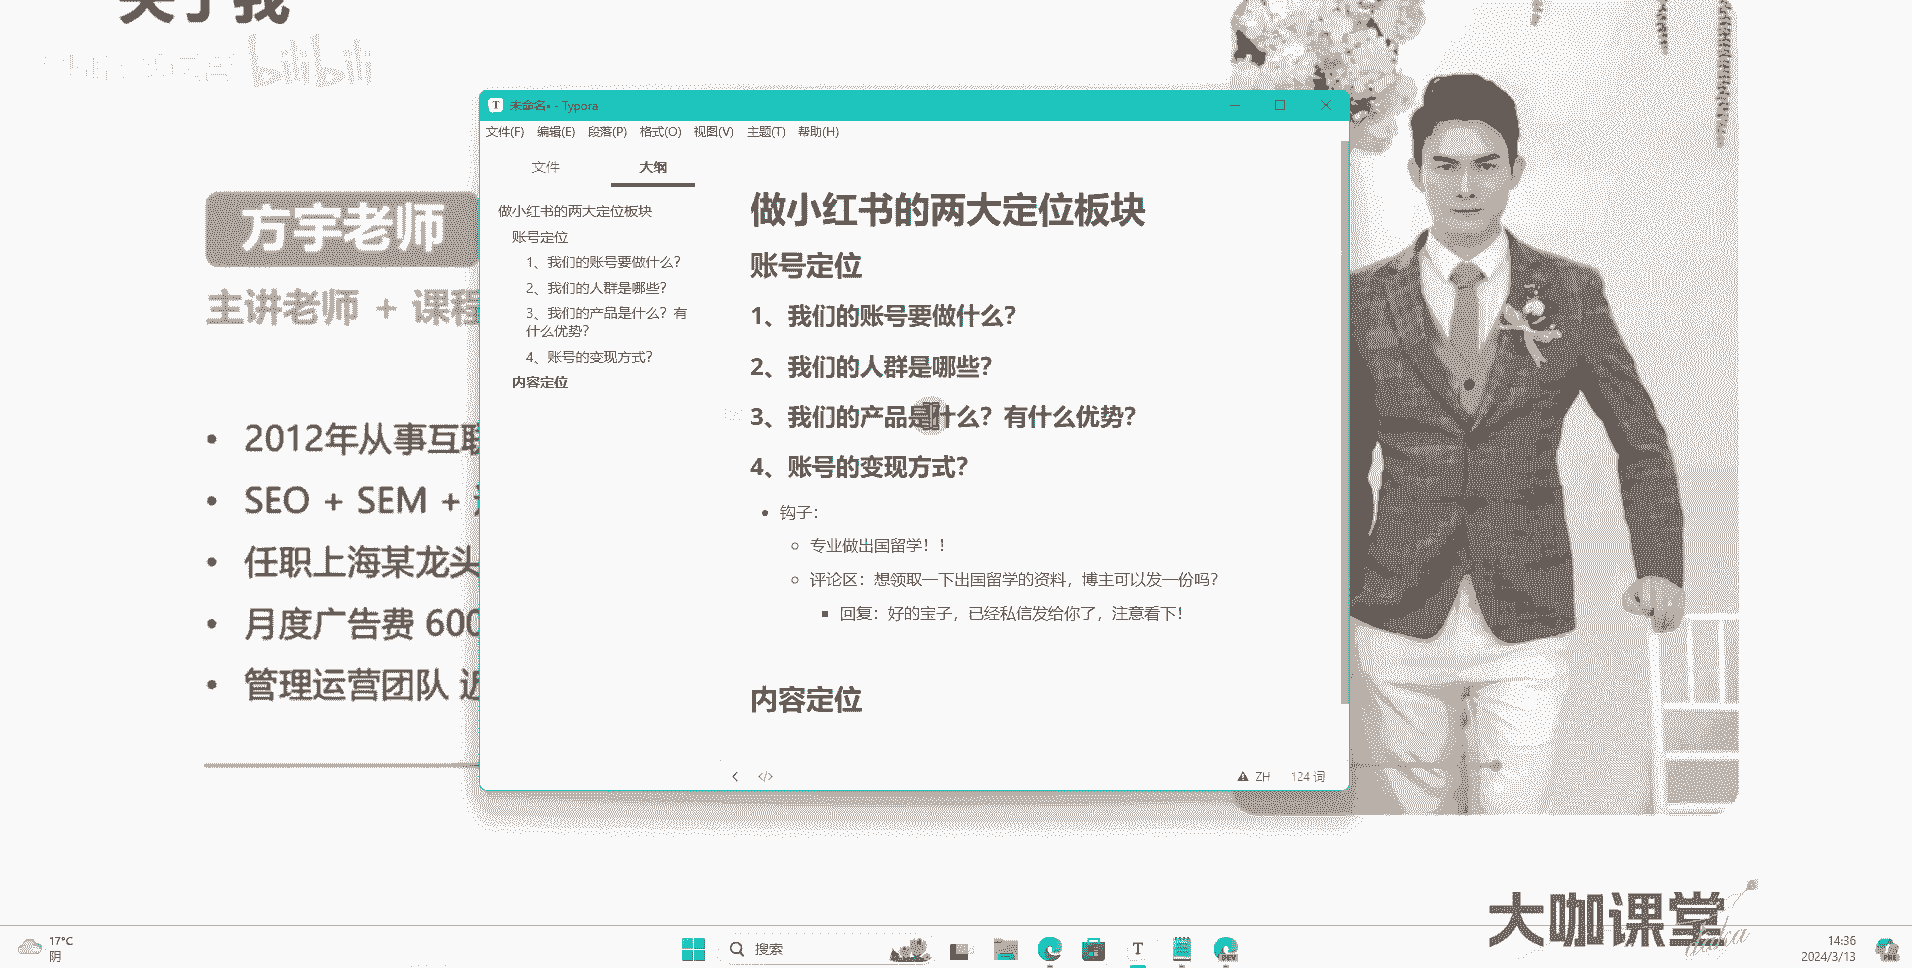 关于我
bilibili
方宇老师
主讲老师 + 课程
2012年从事互联
SEO + SEM +
任职上海某龙头
月度广告费 600
管理运营团队 近
未命名• - Typora
文件(F) 编辑(E) 段落(P) 格式(O) 视图(V) 主题(T) 帮助(H)
文件 大纲
做小红书的两大定位板块
账号定位
1、我们的账号要做什么？
2、我们的人群是哪些？
3、我们的产品是什么？有
什么优势？
4、账号的变现方式？
内容定位
做小红书的两大定位板块
账号定位
1、我们的账号要做什么？
2、我们的人群是哪些？
3、我们的产品是什么？有什么优势？
4、账号的变现方式？
钩子：
专业做出国留学！！
评论区：想领取一下出国留学的资料，博主可以发一份吗？
回复：好的宝子，已经私信发给你了，注意看下！
内容定位
ZH 124 词
大咖课堂
daka
17°C
阴
搜索
T
DEV
14:36
2024/3/13
PRE